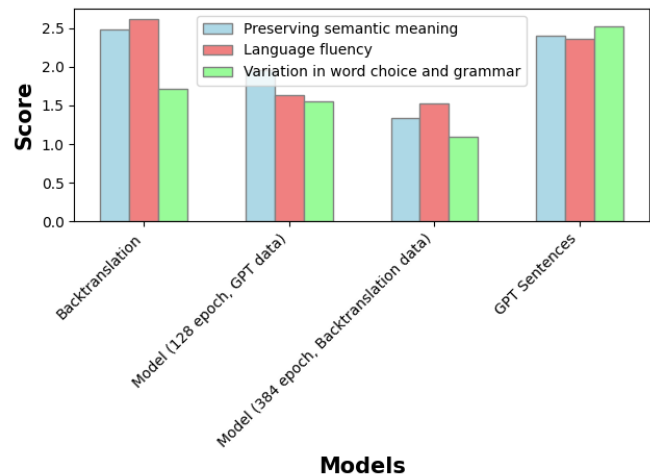 Preserving semantic meaning
Language fluency
Variation in word choice and grammar
Score
2.5
2.0
1.5
1.0
0.5
0.0
Backtranslation
Model (128 epoch, GPT data)
Model (384 epoch, Backtranslation data)
GPT Sentences
Models